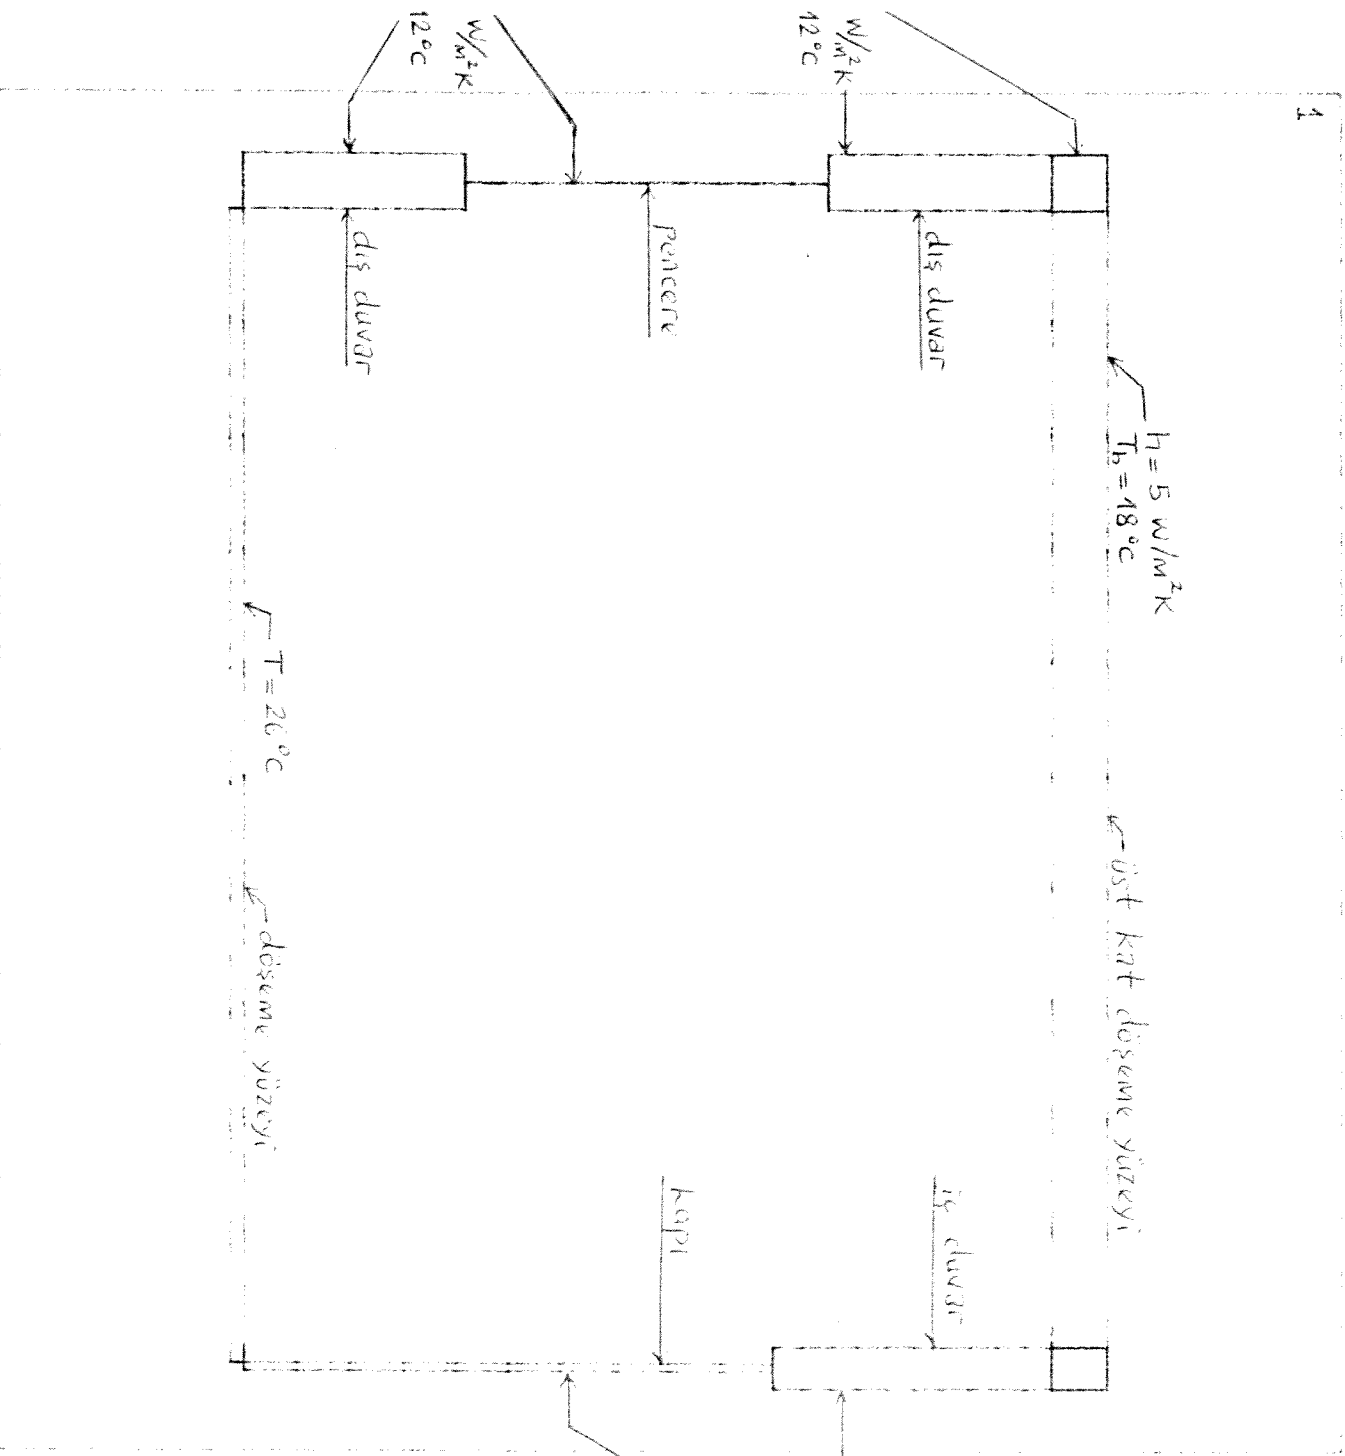 1
W/m²K
12°C
h=5 W/m²K
Th=18°C
üst kat döşeme yüzeyi
dış duvar
iç duvar
pencere
kapı
W/m²K
12°C
dış duvar
T=26°C
döşeme yüzeyi